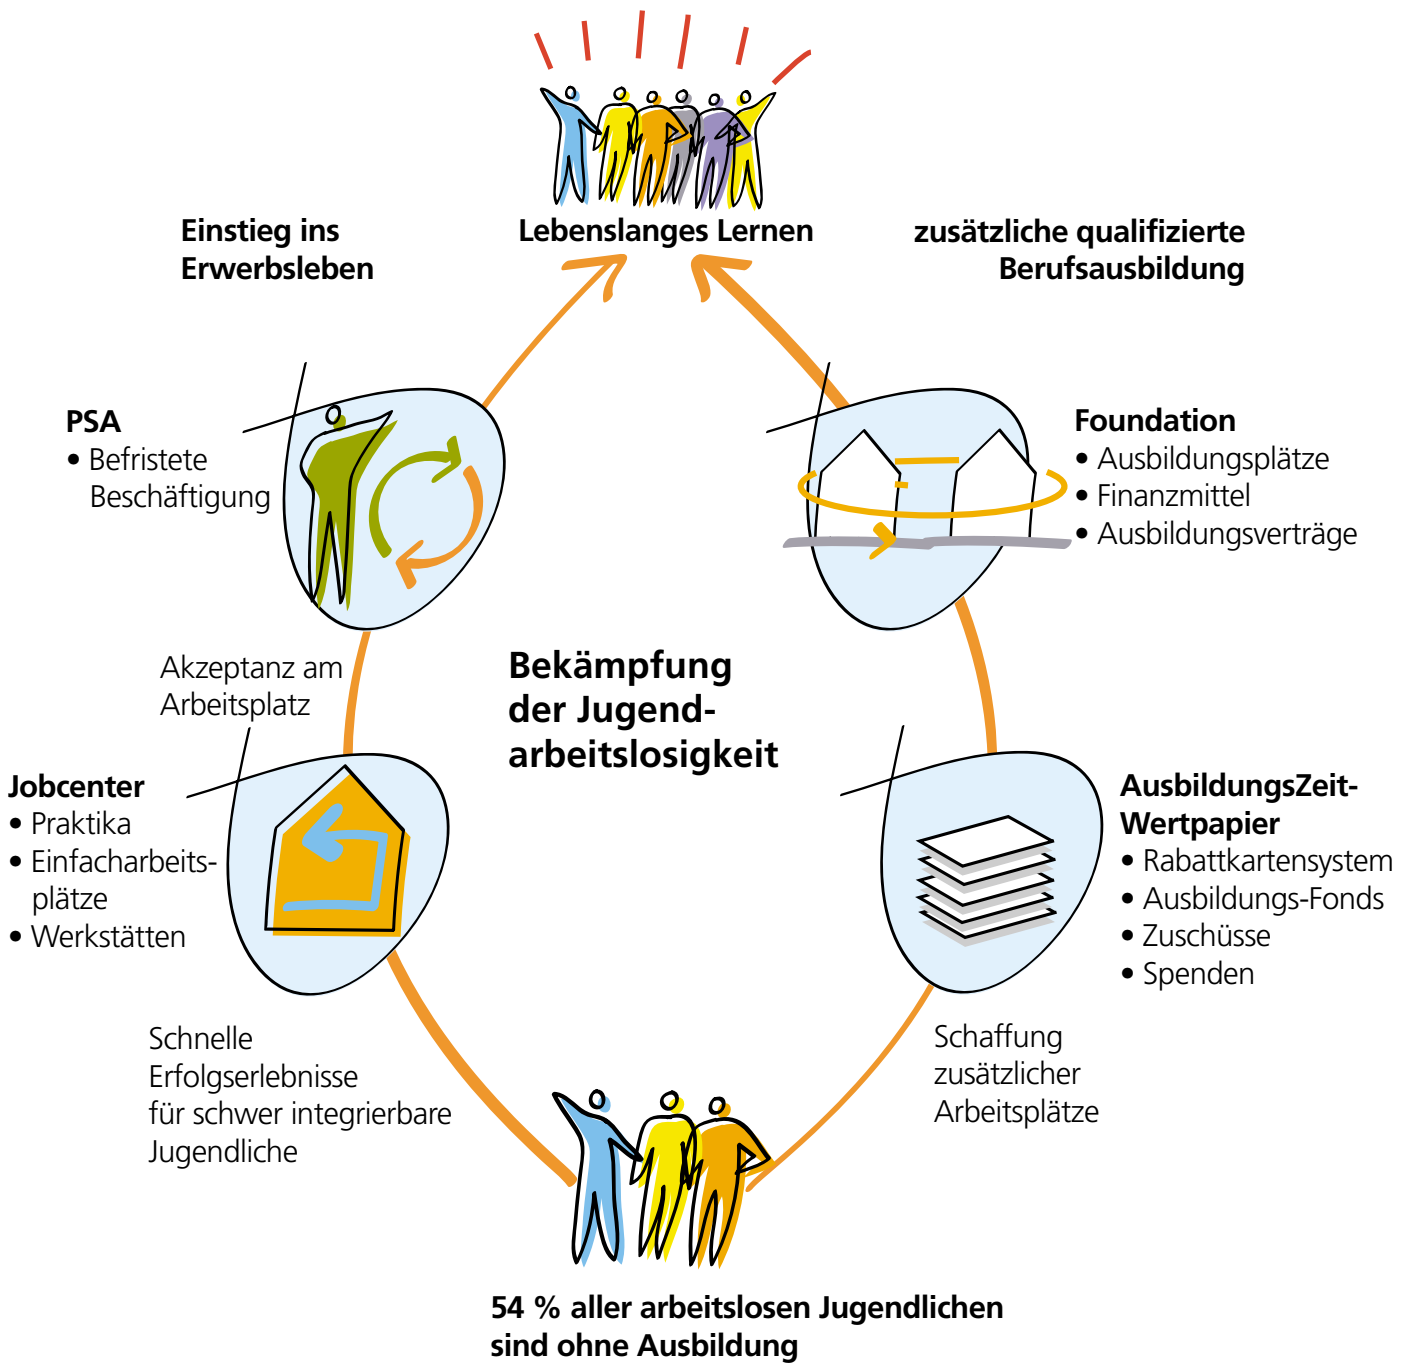 Einstieg ins
Erwerbsleben
Lebenslanges Lernen
zusätzliche qualifizierte
Berufsausbildung
PSA
• Befristete
Beschäftigung
Foundation
• Ausbildungsplätze
• Finanzmittel
• Ausbildungsverträge
Akzeptanz am
Arbeitsplatz
Bekämpfung
der Jugend-
arbeitslosigkeit
Jobcenter
• Praktika
• Einfacharbeits-
plätze
• Werkstätten
AusbildungsZeit-
Wertpapier
• Rabattkartensystem
• Ausbildungs-Fonds
• Zuschüsse
• Spenden
Schnelle
Erfolgserlebnisse
für schwer integrierbare
Jugendliche
Schaffung
zusätzlicher
Arbeitsplätze
54 % aller arbeitslosen Jugendlichen
sind ohne Ausbildung